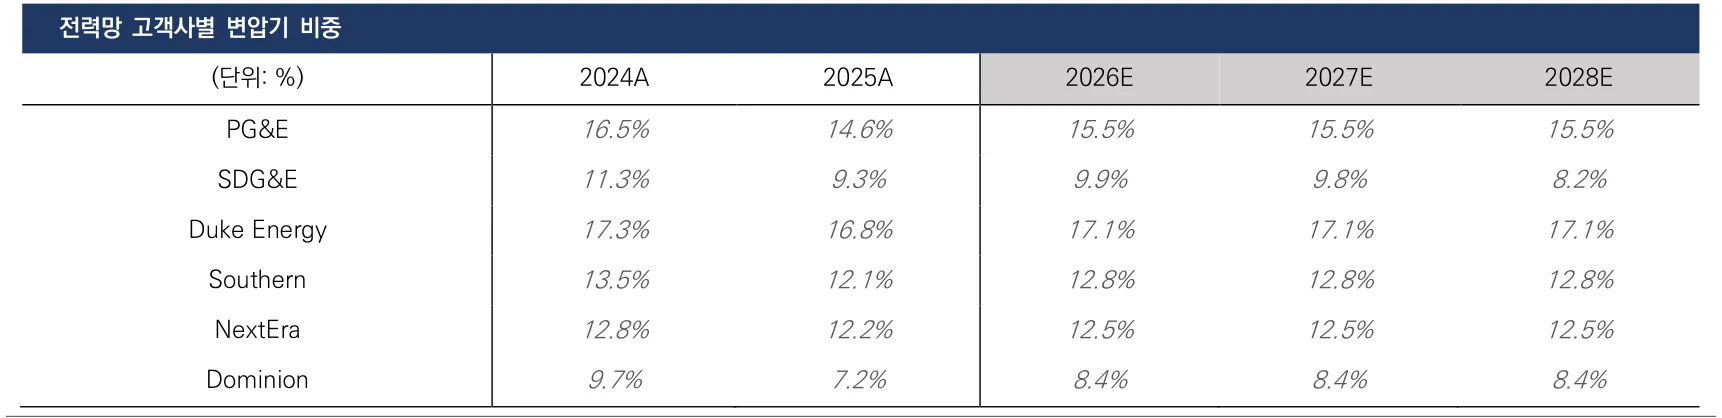 전력망 고객사별 변압기 비중
(단위: %) 2024A 2025A 2026E 2027E 2028E
PG&E 16.5% 14.6% 15.5% 15.5% 15.5%
SDG&E 11.3% 9.3% 9.9% 9.8% 8.2%
Duke Energy 17.3% 16.8% 17.1% 17.1% 17.1%
Southern 13.5% 12.1% 12.8% 12.8% 12.8%
NextEra 12.8% 12.2% 12.5% 12.5% 12.5%
Dominion 9.7% 7.2% 8.4% 8.4% 8.4%